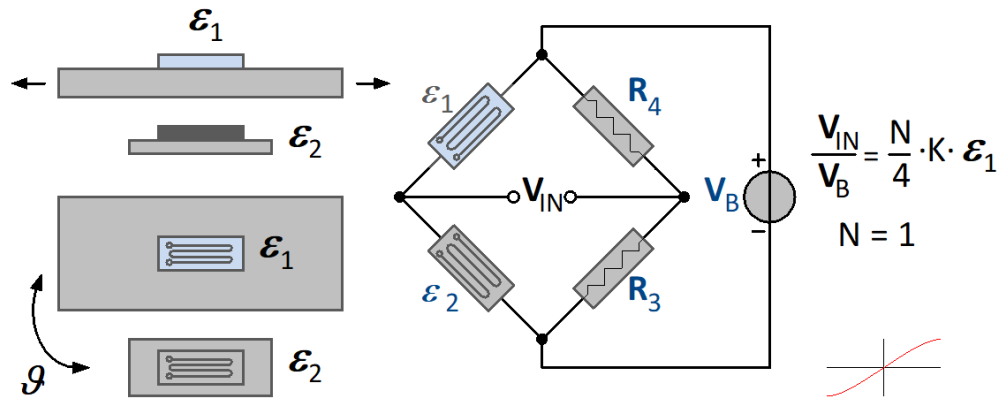 ε1
ε2
ε1
ε2
ϑ
ε1
R4
VIN
VB
+
−
ε2
R3
VIN/VB = N/4 ·K· ε1
N = 1